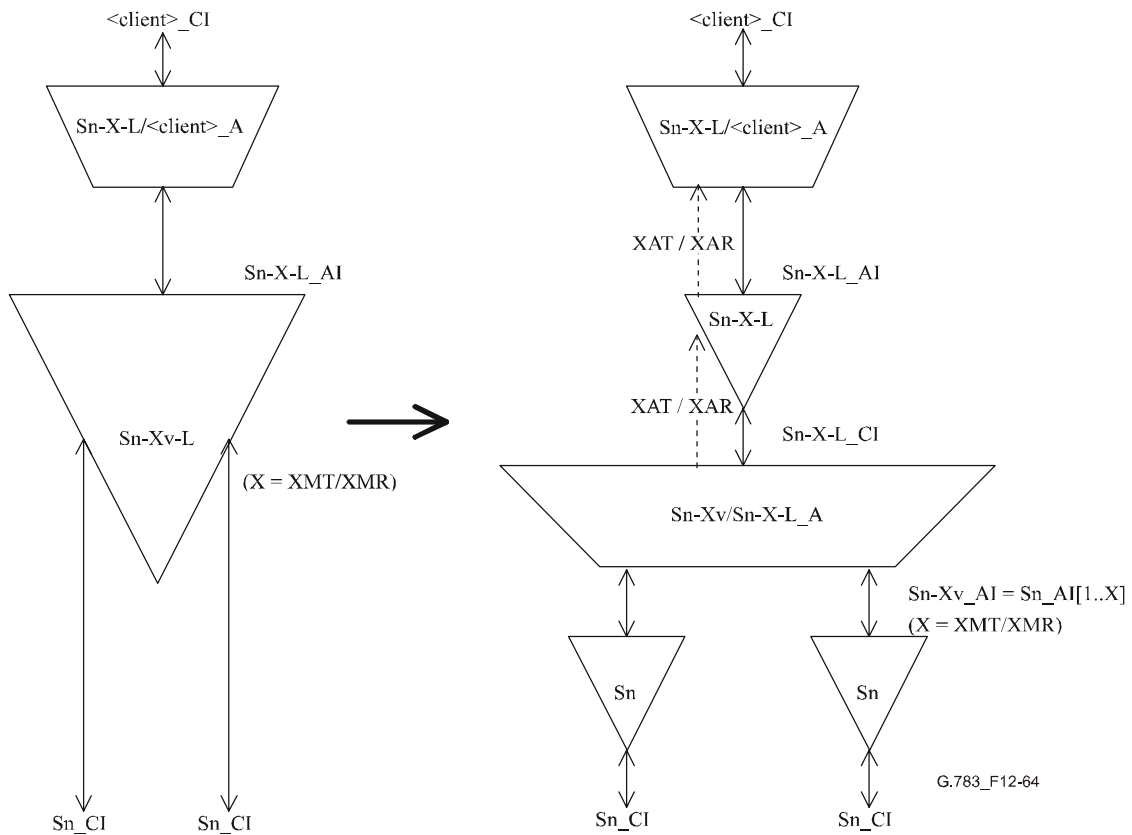 <client>_CI
Sn-X-L/<client>_A
Sn-X-L_AI
Sn-Xv-L
(X = XMT/XMR)
Sn_CI
Sn_CI
<client>_CI
Sn-X-L/<client>_A
XAT / XAR
Sn-X-L_AI
Sn-X-L
XAT / XAR
Sn-X-L_CI
Sn-Xv/Sn-X-L_A
Sn-Xv_AI = Sn_AI[1..X]
(X = XMT/XMR)
Sn
Sn
G.783_F12-64
Sn_CI
Sn_CI